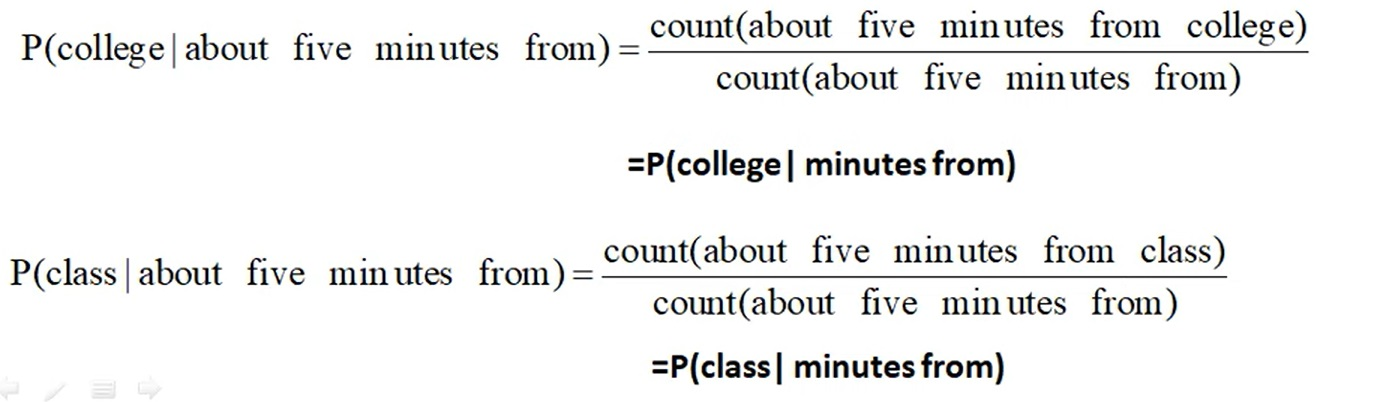 P(college | about five minutes from) = count(about five minutes from college) / count(about five minutes from)
=P(college| minutes from)
P(class | about five minutes from) = count(about five minutes from class) / count(about five minutes from)
=P(class| minutes from)